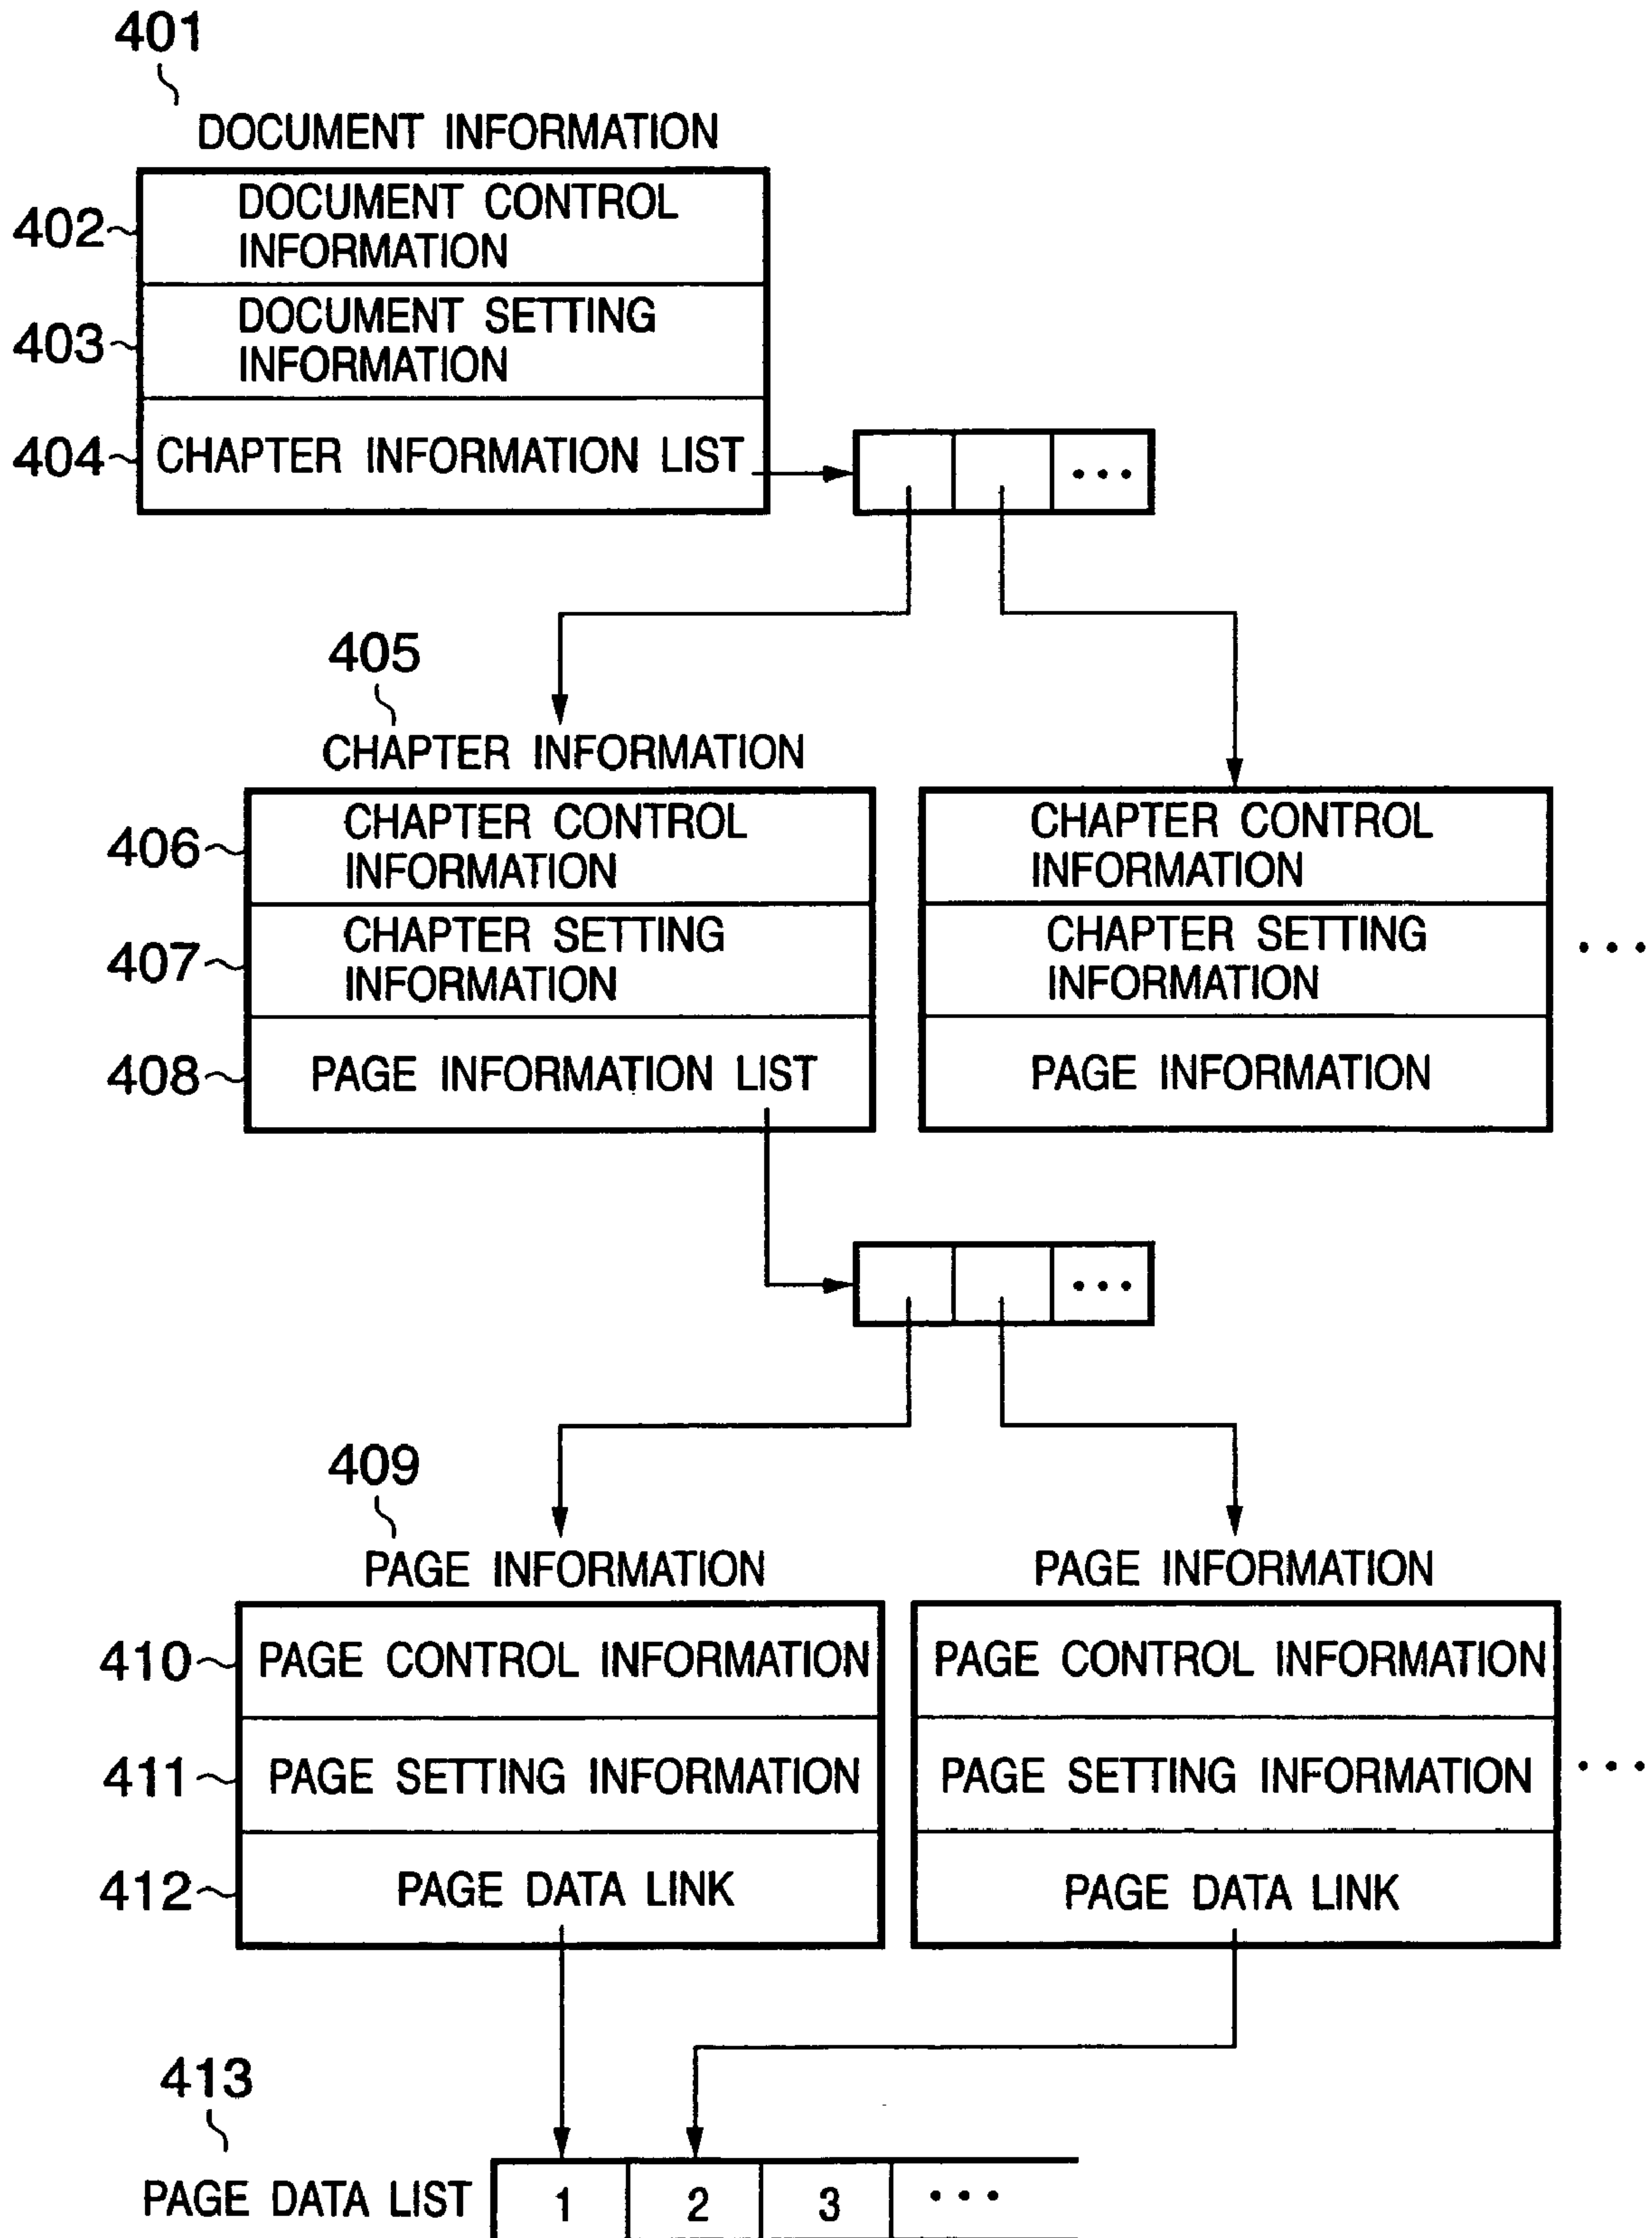 401
DOCUMENT INFORMATION
402
DOCUMENT CONTROL
INFORMATION
403
DOCUMENT SETTING
INFORMATION
404
CHAPTER INFORMATION LIST
...
405
CHAPTER INFORMATION
406
CHAPTER CONTROL
INFORMATION
CHAPTER CONTROL
INFORMATION
407
CHAPTER SETTING
INFORMATION
CHAPTER SETTING
INFORMATION
...
408
PAGE INFORMATION LIST
PAGE INFORMATION
...
409
PAGE INFORMATION
PAGE INFORMATION
410
PAGE CONTROL INFORMATION
PAGE CONTROL INFORMATION
411
PAGE SETTING INFORMATION
PAGE SETTING INFORMATION
...
412
PAGE DATA LINK
PAGE DATA LINK
413
PAGE DATA LIST
1
2
3
...